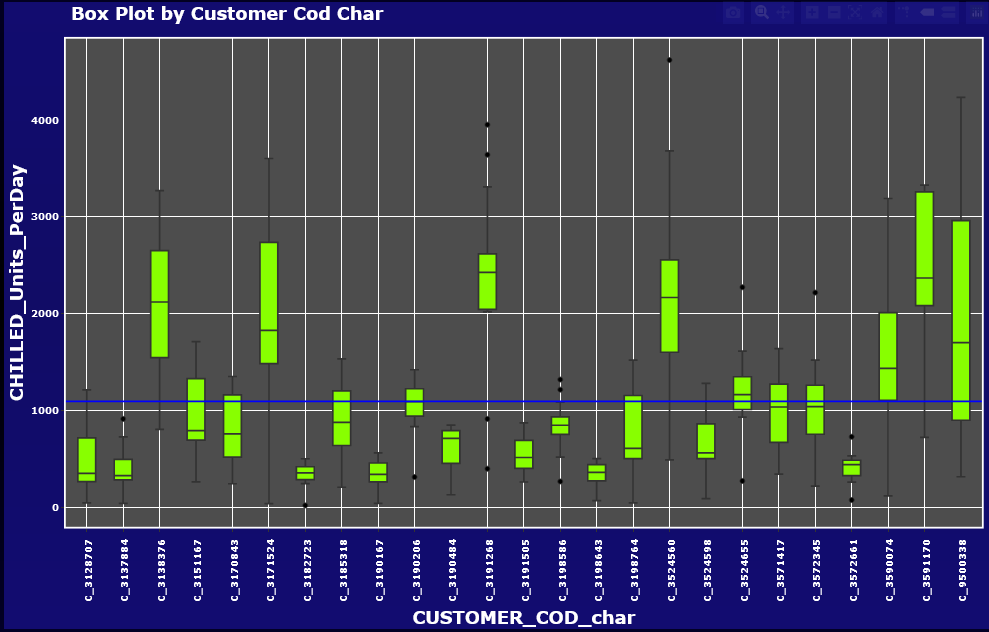 Box Plot by Customer Cod Char
CHILLED_Units_PerDay
4000
3000
2000
1000
0
c_3128707
c_3137884
c_3138376
c_3151167
c_3170843
c_3171524
c_3182723
c_3185318
c_3190167
c_3190206
c_3190484
c_3191268
c_3191505
c_3198586
c_3198643
c_3198764
c_3524560
c_3524598
c_3524655
c_3571417
c_3572345
c_3572661
c_3590074
c_3591170
c_9500338
CUSTOMER_COD_char